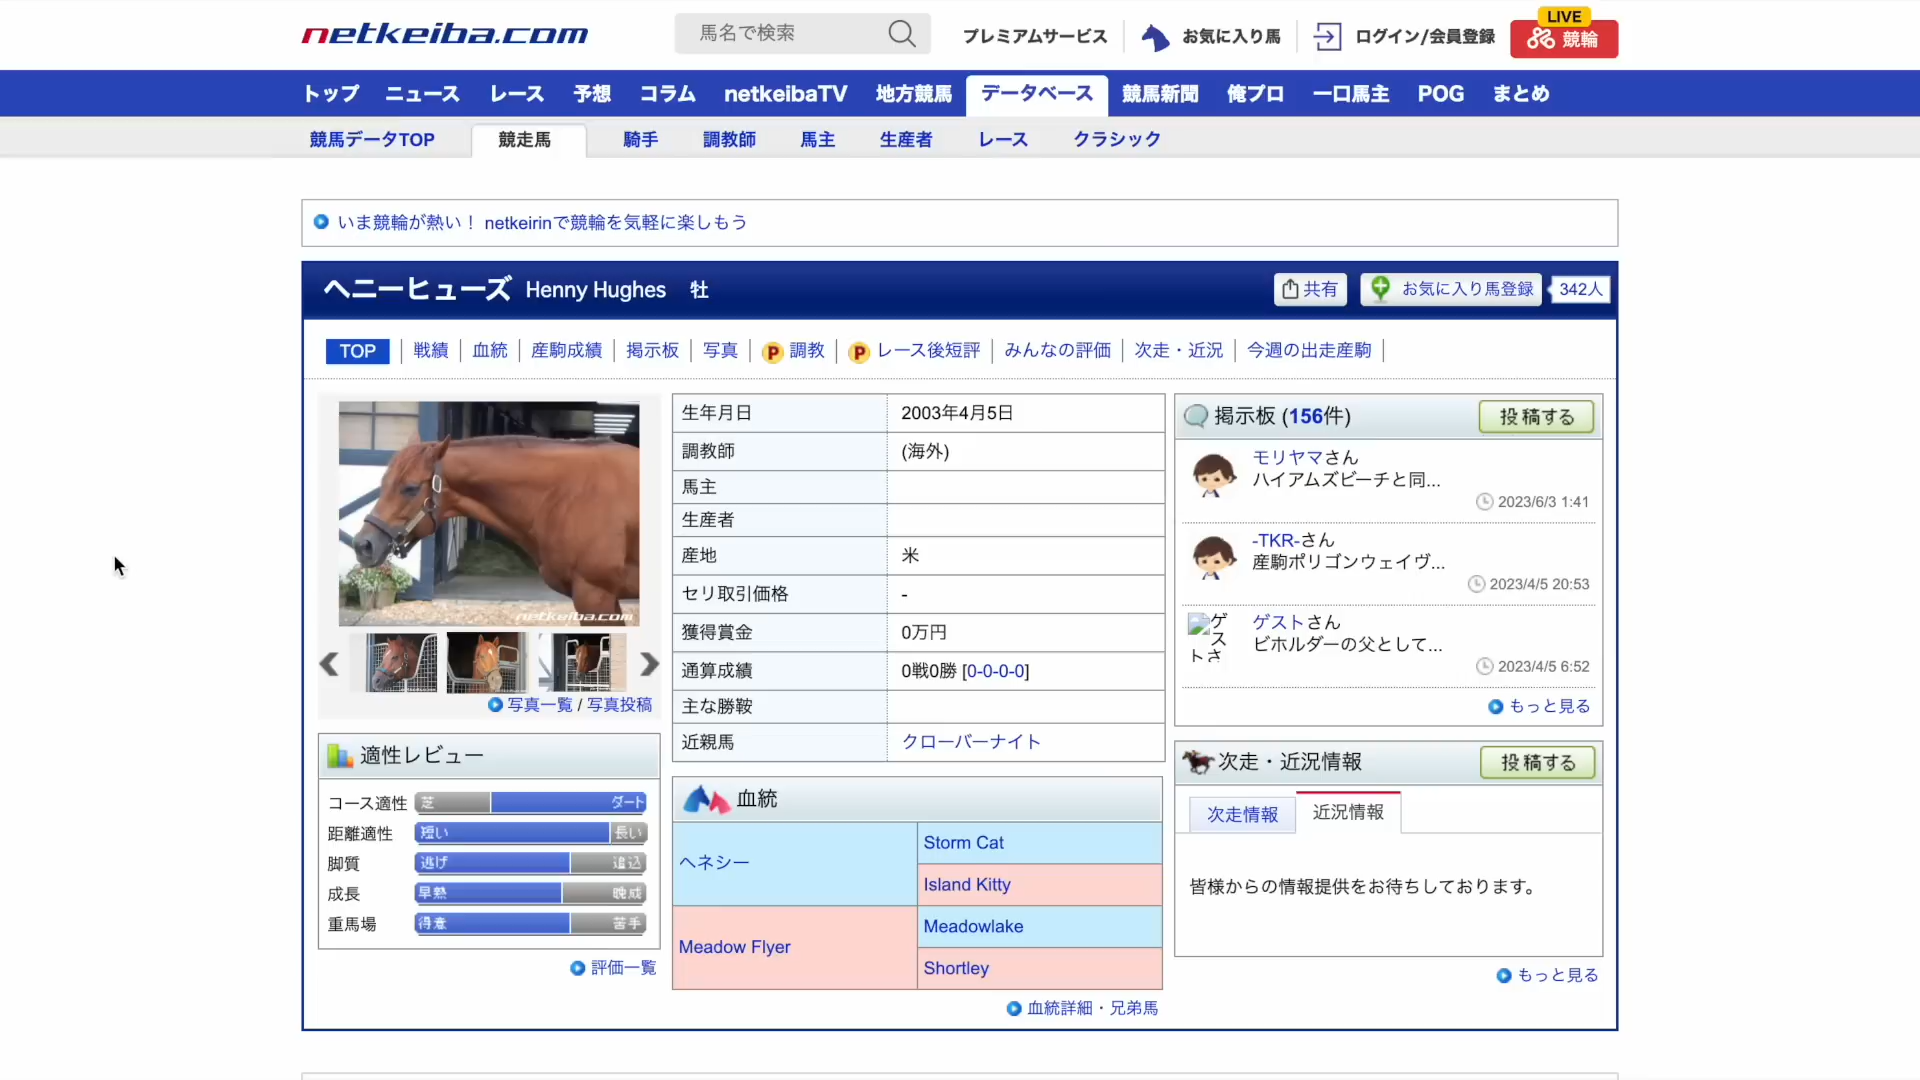 netkeiba.com
馬名で検索
プレミアムサービス
お気に入り馬
ログイン/会員登録
LIVE
競輪
トップ ニュース レース 予想 コラム netkeibaTV 地方競馬 データベース 競馬新聞 俺プロ 一口馬主 POG まとめ
競馬データTOP 競走馬 騎手 調教師 馬主 生産者 レース クラシック
いま競輪が熱い！ netkeirinで競輪を気軽に楽しもう
ヘニーヒューズ Henny Hughes 牡
共有
お気に入り馬登録
342人
TOP 戦績 血統 産駒成績 掲示板 写真 P 調教 P レース後短評 みんなの評価 次走・近況 今週の出走産駒
netkeiba.com
写真一覧 / 写真投稿
適性レビュー
コース適性 芝 ダート
距離適性 短い 長い
脚質 逃げ 追込
成長 早熟 晩成
重馬場 得意 苦手
評価一覧
生年月日 2003年4月5日
調教師 (海外)
馬主
生産者
産地 米
セリ取引価格 -
獲得賞金 0万円
通算成績 0戦0勝 [0-0-0-0]
主な勝鞍
近親馬 クローバーナイト
血統
ヘネシー
Storm Cat
Island Kitty
Meadow Flyer
Meadowlake
Shortley
血統詳細・兄弟馬
掲示板 (156件)
投稿する
モリヤマさん
ハイアムズビーチと同...
2023/6/3 1:41
-TKR-さん
産駒ポリゴンウェイヴ...
2023/4/5 20:53
ゲ
ス
トさ
ゲストさん
ビホルダーの父として...
2023/4/5 6:52
もっと見る
次走・近況情報
投稿する
次走情報 近況情報
皆様からの情報提供をお待ちしております。
もっと見る